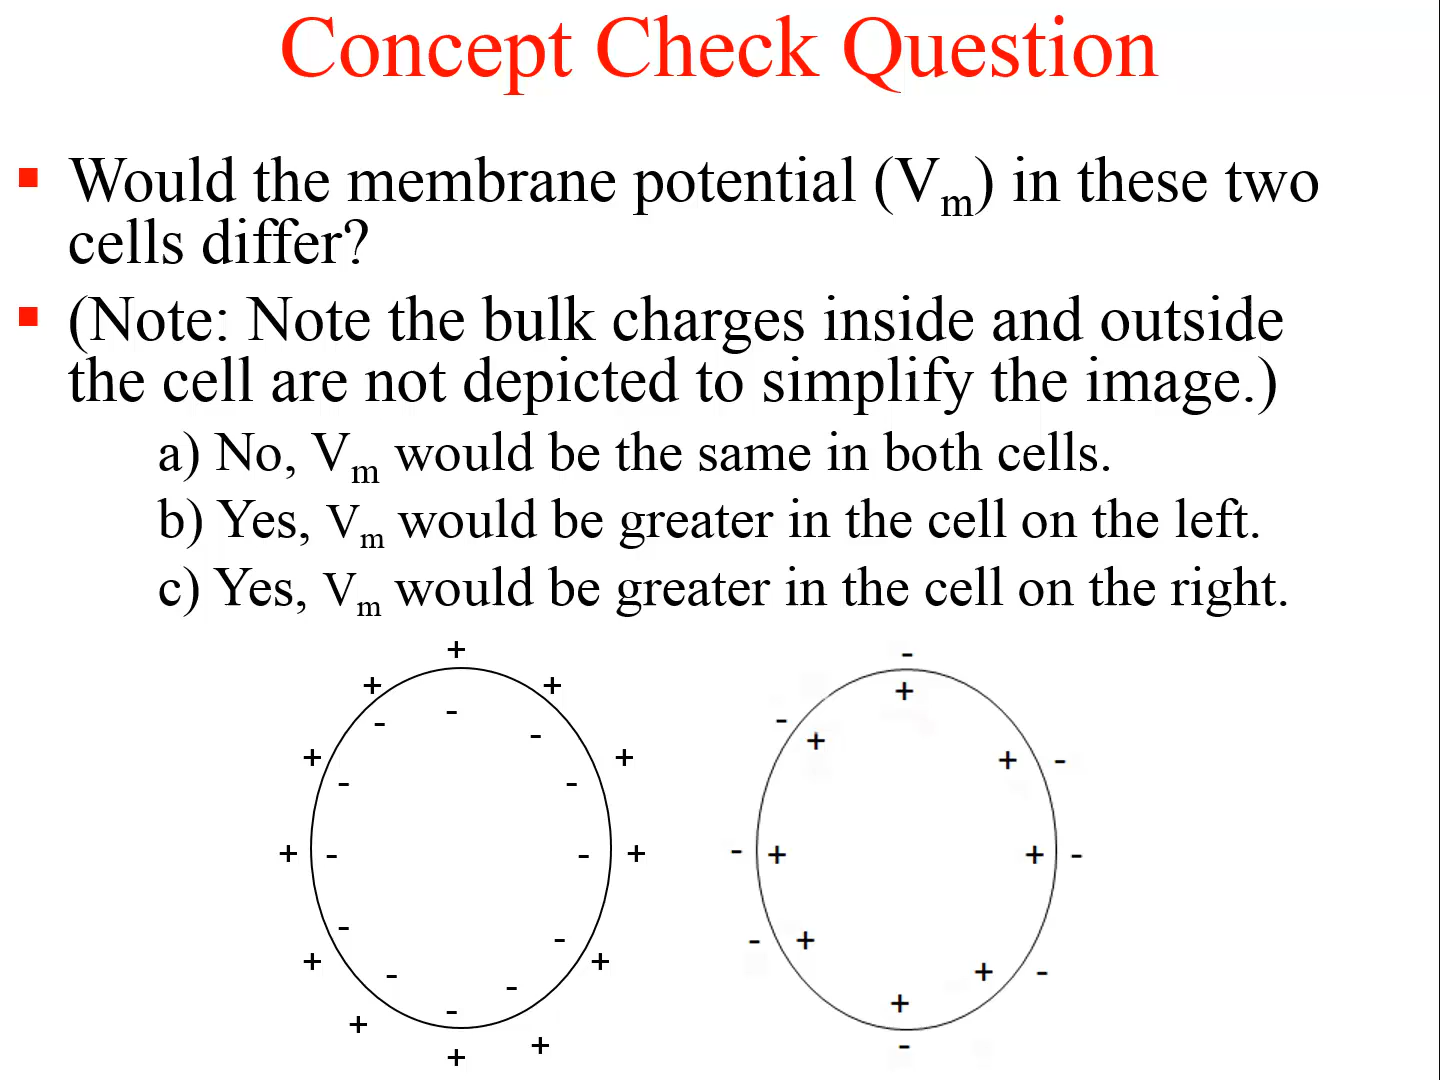 Concept Check Question
▪ Would the membrane potential (Vm) in these two
cells differ?
▪ (Note: Note the bulk charges inside and outside
the cell are not depicted to simplify the image.)
a) No, Vm would be the same in both cells.
b) Yes, Vm would be greater in the cell on the left.
c) Yes, Vm would be greater in the cell on the right.